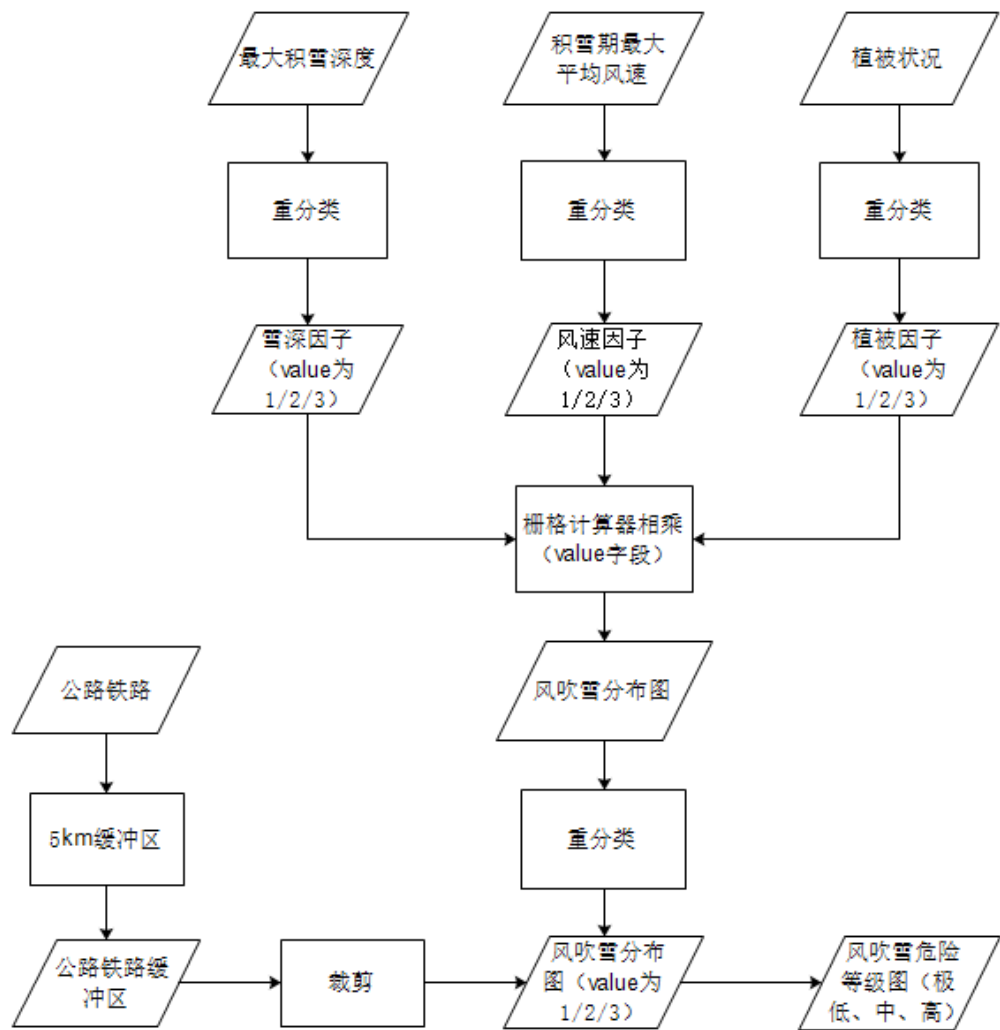 最大积雪深度
积雪期最大
平均风速
植被状况
重分类
重分类
重分类
雪深因子
（value为
1/2/3）
风速因子
（value为
1/2/3）
植被因子
（value为
1/2/3）
栅格计算器相乘
（value字段）
风吹雪分布图
公路铁路
5km缓冲区
重分类
公路铁路缓
冲区
裁剪
风吹雪分布
图（value为
1/2/3）
风吹雪危险
等级图（极
低、中、高）